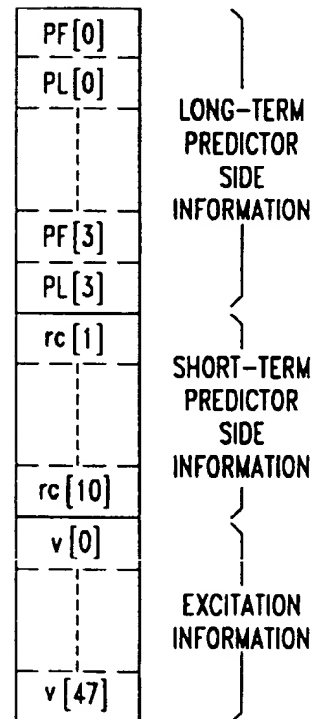 PF[0]
PL[0]
PF[3]
PL[3]
LONG-TERM
PREDICTOR
SIDE
INFORMATION
rc[1]
rc[10]
SHORT-TERM
PREDICTOR
SIDE
INFORMATION
v[0]
v[47]
EXCITATION
INFORMATION